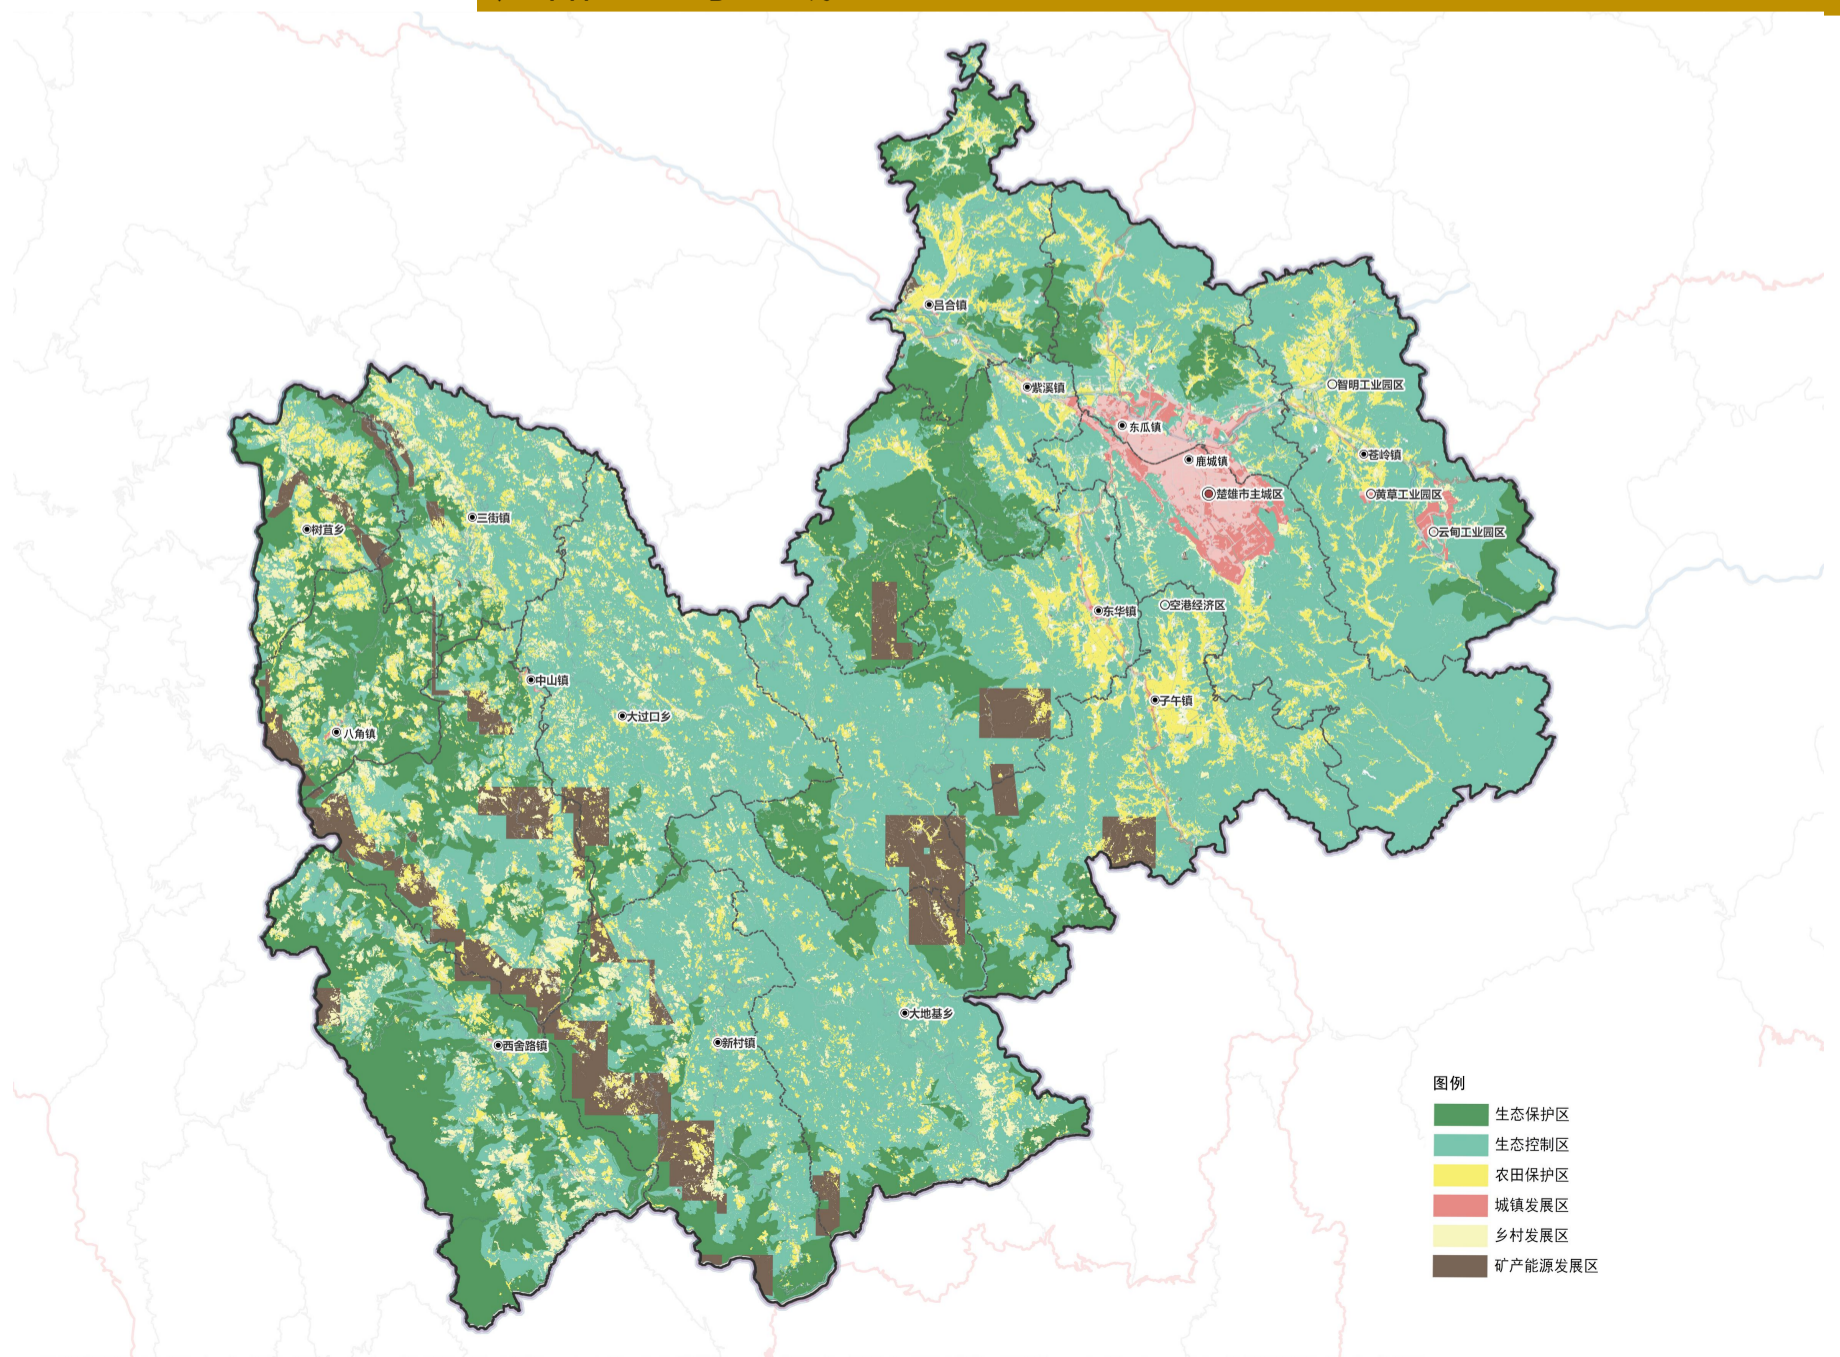 吕合镇
紫溪镇
智明工业园区
东瓜镇
苍岭镇
鹿城镇
楚雄市主城区
黄草工业园区
三街镇
树苴乡
云甸工业园区
空港经济区
东华镇
中山镇
子午镇
大过口乡
八角镇
大地基乡
新村镇
西舍路镇
图例
生态保护区
生态控制区
农田保护区
城镇发展区
乡村发展区
矿产能源发展区